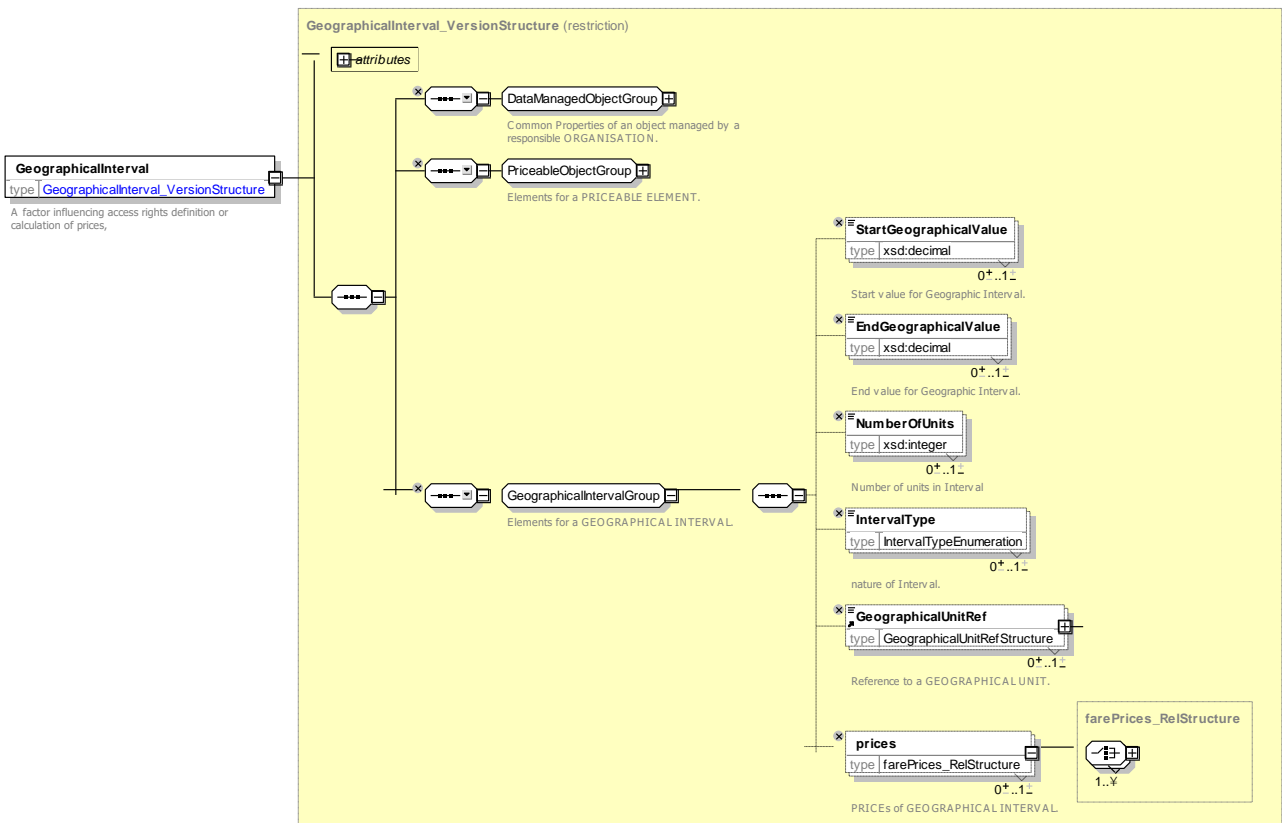 GeographicalInterval_VersionStructure (restriction)
attributes
DataManagedObjectGroup
Common Properties of an object managed by a
responsible ORGANISATION.
GeographicalInterval
type GeographicalInterval_VersionStructure
A factor influencing access rights definition or
calculation of prices,
PriceableObjectGroup
Elements for a PRICEABLE ELEMENT.
StartGeographicalValue
type xsd:decimal
0±..1±
Start value for Geographic Interval.
EndGeographicalValue
type xsd:decimal
0±..1±
End value for Geographic Interval.
NumberOfUnits
type xsd:integer
0±..1±
Number of units in Interval
GeographicalIntervalGroup
Elements for a GEOGRAPHICAL INTERVAL.
IntervalType
type IntervalTypeEnumeration
0±..1±
nature of Interval.
GeographicalUnitRef
type GeographicalUnitRefStructure
0±..1±
Reference to a GEOGRAPHICAL UNIT.
prices
type farePrices_RelStructure
0±..1±
PRICEs of GEOGRAPHICAL INTERVAL.
farePrices_RelStructure
1..¥